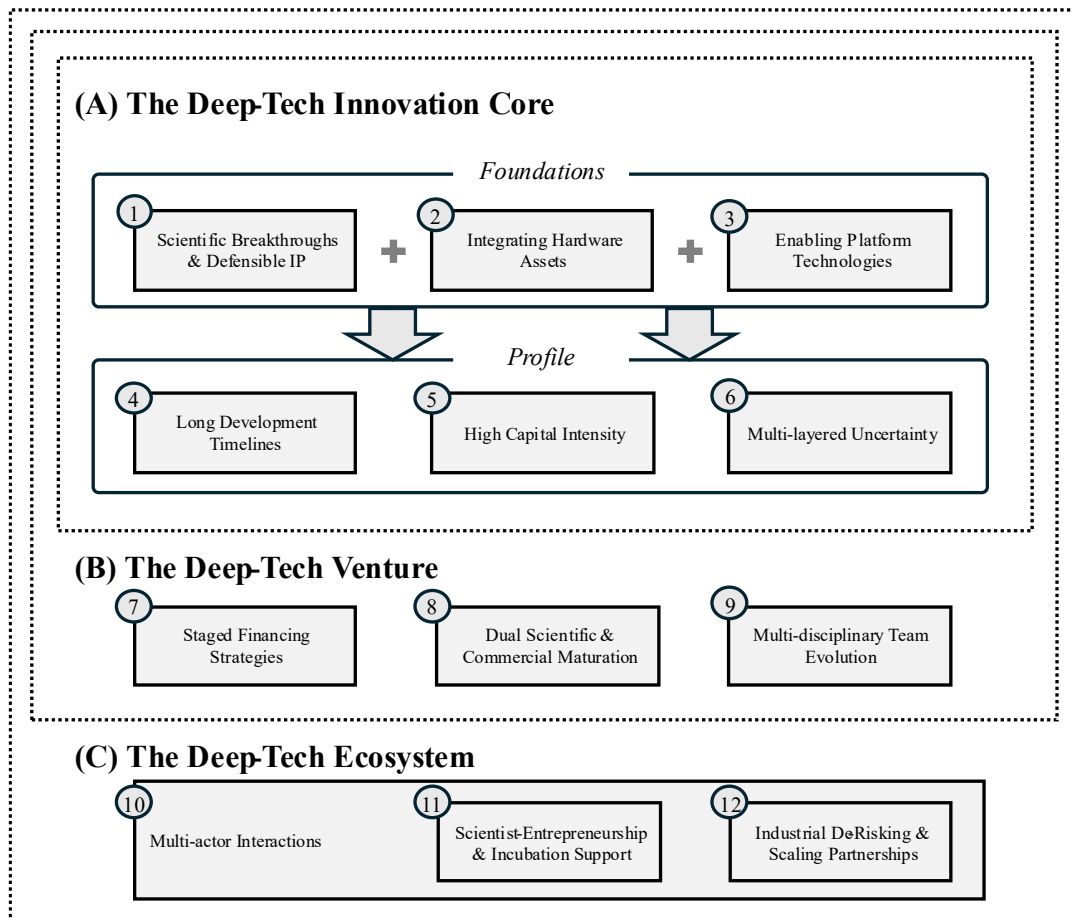 (A) The Deep-Tech Innovation Core
Foundations
1
Scientific Breakthroughs
& Defensible IP
2
Integrating Hardware
Assets
3
Enabling Platform
Technologies
Profile
4
Long Development
Timelines
5
High Capital Intensity
6
Multi-layered Uncertainty
(B) The Deep-Tech Venture
7
Staged Financing
Strategies
8
Dual Scientific &
Commercial Maturation
9
Multi-disciplinary Team
Evolution
(C) The Deep-Tech Ecosystem
10
Multi-actor Interactions
11
Scientist-Entrepreneurship
& Incubation Support
12
Industrial De-Risking &
Scaling Partnerships